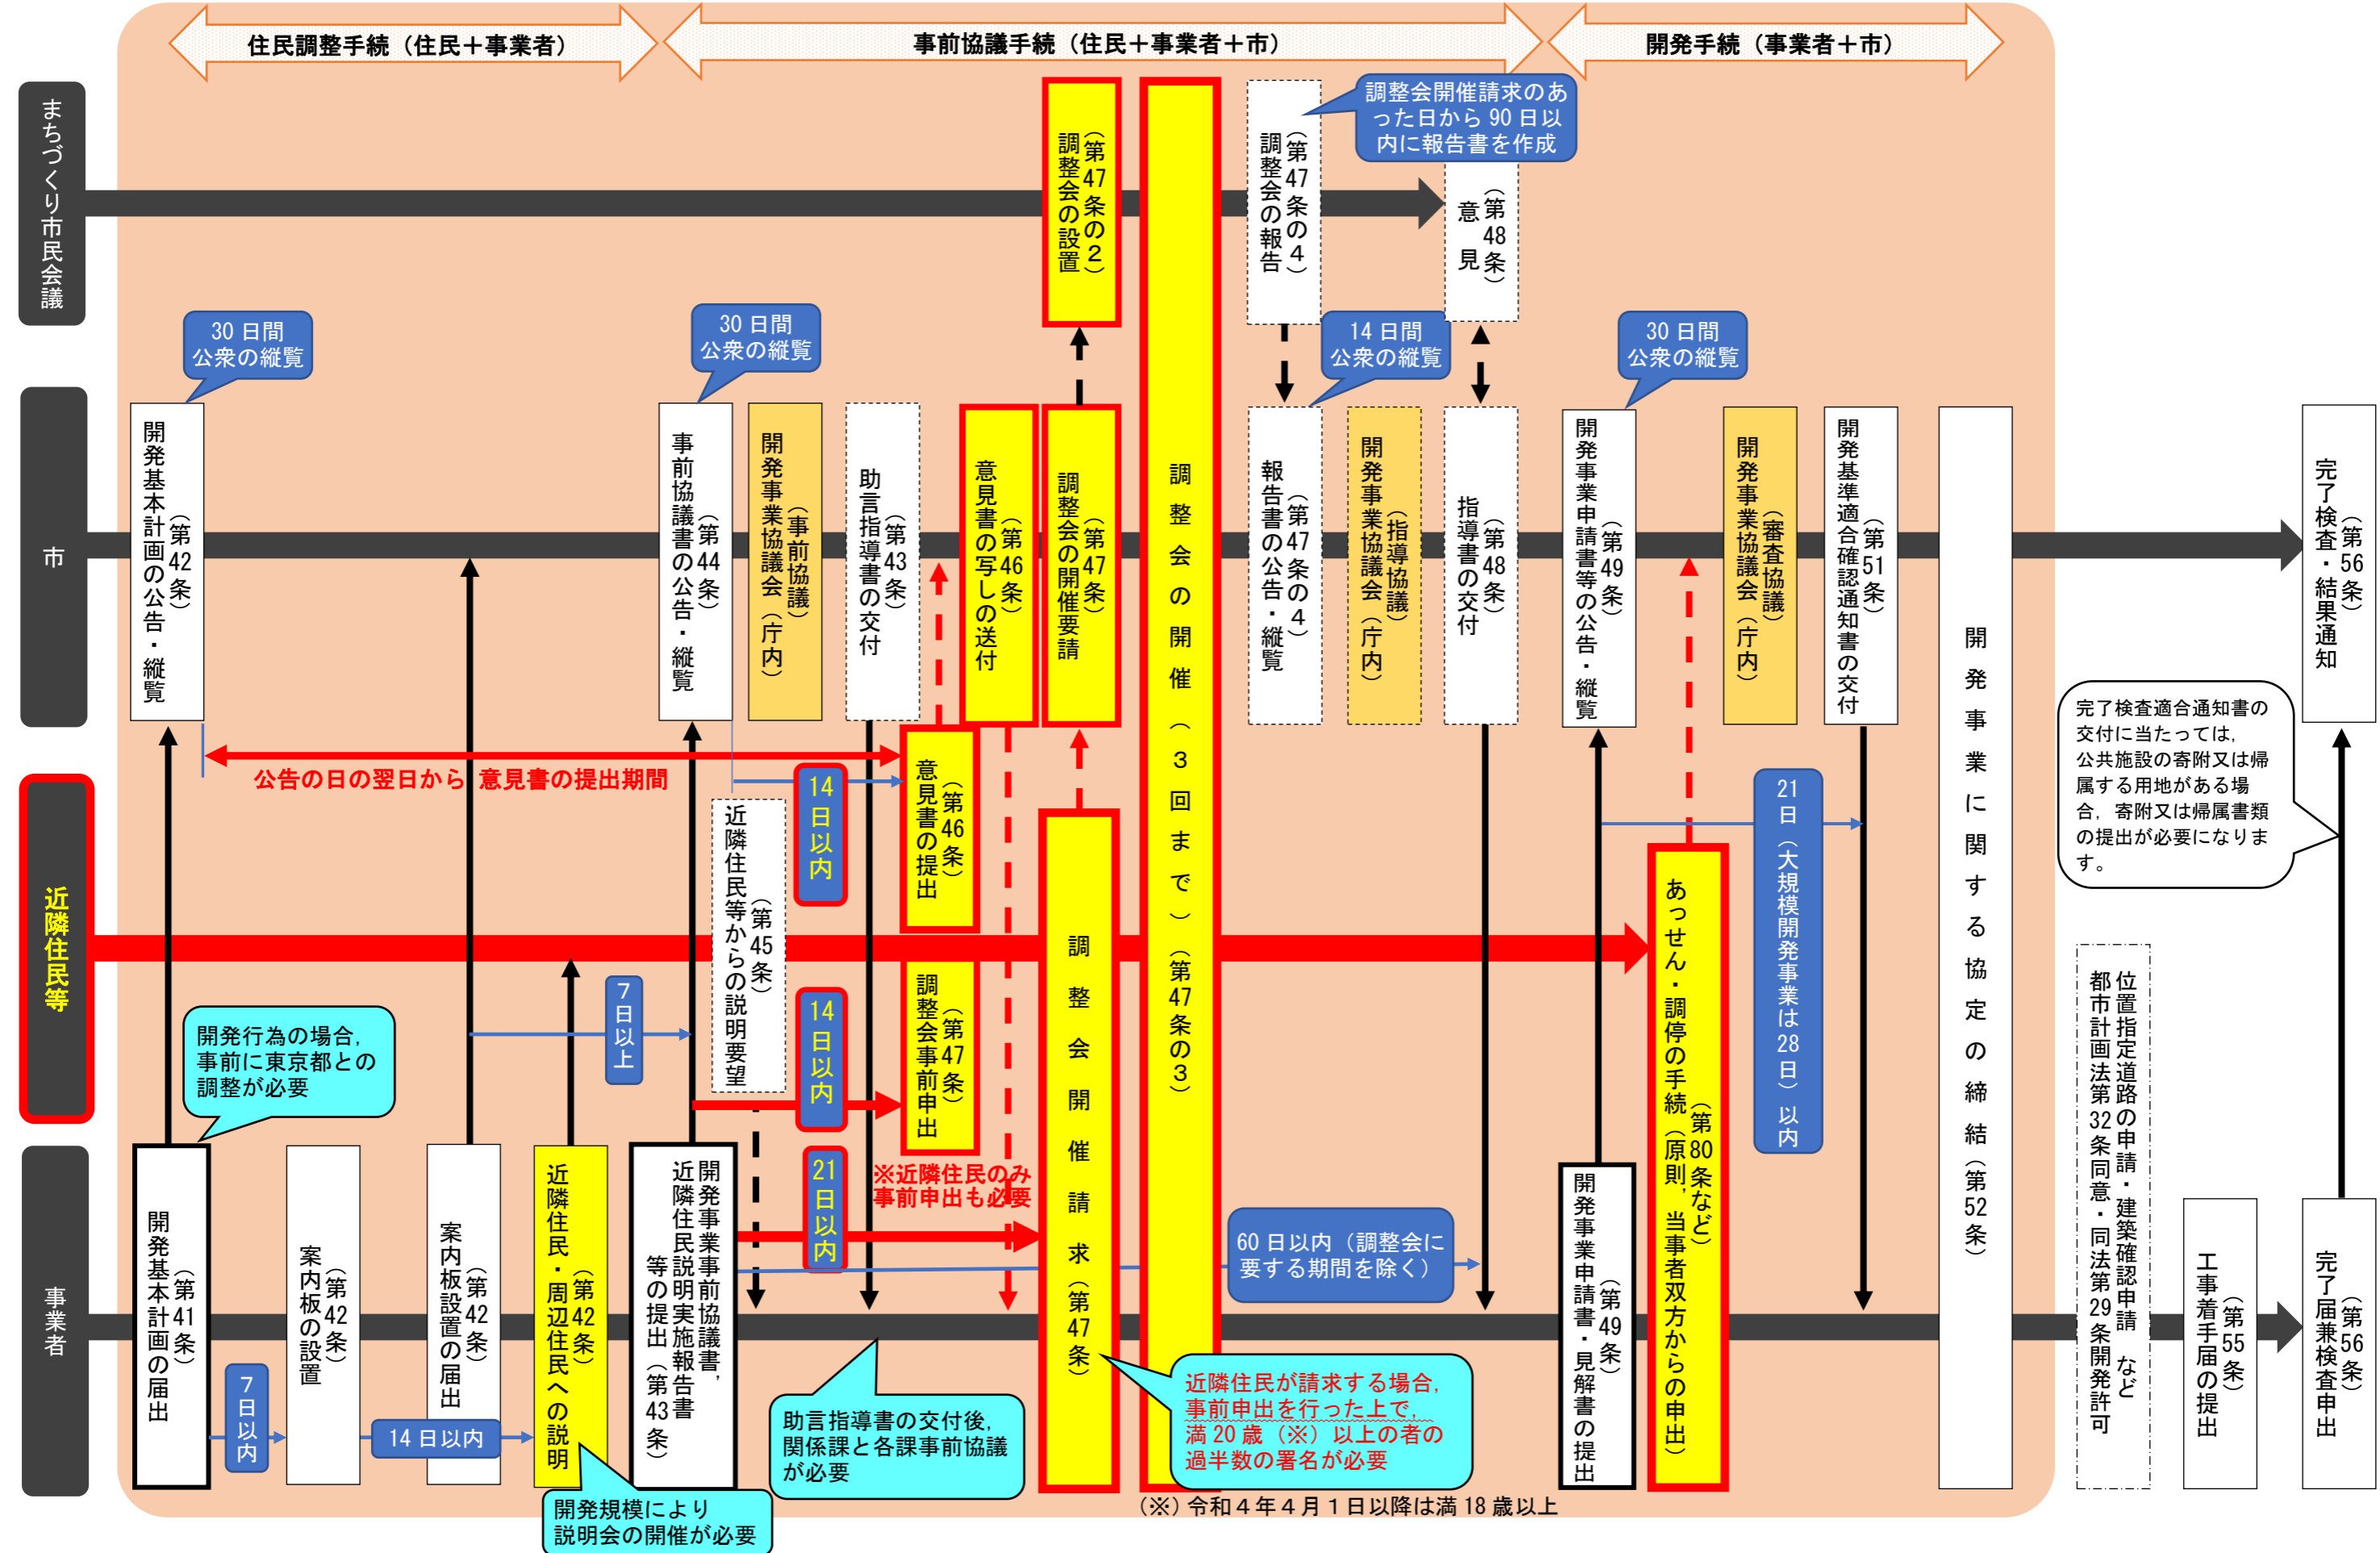 住民調整手続（住民＋事業者）
事前協議手続（住民＋事業者＋市）
開発手続（事業者＋市）
まちづくり市民会議
調整会の設置
（第47条の２）
調整会の報告
（第47条の４）
調整会開催請求のあ
った日から 90 日以
内に報告書を作成
意　見
（第48条）
市
30 日間
公衆の縦覧
30 日間
公衆の縦覧
14 日間
公衆の縦覧
30 日間
公衆の縦覧
開発基本計画の公告・縦覧
（第42条）
事前協議書の公告・縦覧
（第44条）
開発事業協議会（庁内）
（事前協議）
助言指導書の交付
（第43条）
意見書の写しの送付
（第46条）
調整会の開催要請
（第47条）
調整会の開催（３回まで）（第47条の３）
報告書の公告・縦覧
（第47条の４）
開発事業協議会（庁内）
（指導協議）
指導書の交付
（第48条）
開発事業申請書等の公告・縦覧
（第49条）
開発事業協議会（庁内）
（審査協議）
開発基準適合確認通知書の交付
（第51条）
開発事業に関する協定の締結（第52条）
完了検査・結果通知
（第56条）
近隣住民等
公告の日の翌日から 意見書の提出期間
14日以内
意見書の提出
（第46条）
近隣住民等からの説明要望
（第45条）
7日以上
14日以内
調整会事前申出
（第47条）
※近隣住民のみ
事前申出も必要
21日以内
調整会開催請求（第47条）
あっせん・調停の手続（原則，当事者双方からの申出）
（第80条など）
21日（大規模開発事業は28日）以内
完了検査適合通知書の
交付に当たっては，
公共施設の寄附又は帰
属する用地がある場
合，寄附又は帰属書類
の提出が必要になりま
す。
開発行為の場合，
事前に東京都との
調整が必要
事業者
開発基本計画の届出
（第41条）
7日以内
案内板の設置
（第42条）
14 日以内
案内板設置の届出
（第42条）
近隣住民・周辺住民への説明
（第42条）
開発規模により
説明会の開催が必要
開発事業事前協議書，
近隣住民説明実施報告書
等の提出（第43条）
助言指導書の交付後，
関係課と各課事前協議
が必要
60 日以内（調整会に
要する期間を除く）
近隣住民が請求する場合，
事前申出を行った上で，
満 20 歳（※）以上の者の
過半数の署名が必要
（※）令和４年４月１日以降は満 18 歳以上
開発事業申請書・見解書の提出
（第49条）
位置指定道路の申請・建築確認申請　など
都市計画法第32条同意・同法第29条開発許可
工事着手届の提出
（第55条）
完了届兼検査申出
（第56条）